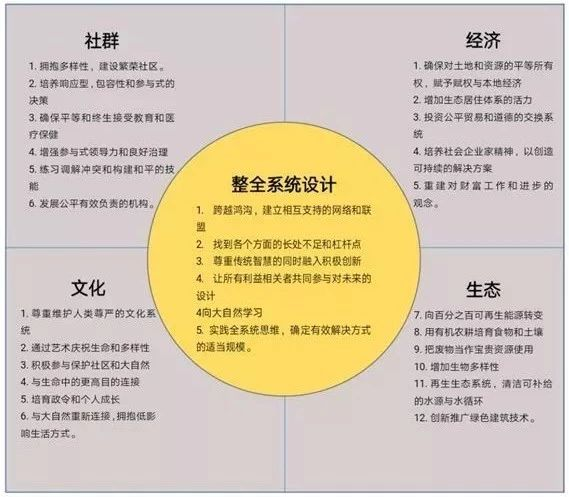 社群
1. 拥抱多样性，建设繁荣社区。
2. 培养响应型，包容性和参与式的
决策
3. 确保平等和终生接受教育和医
疗保健
4. 增强参与式领导力和良好治理
5. 练习调解冲突和构建和平的技
能
6. 发展公平有效负责的机构。
经济
1. 确保对土地和资源的平等所有
权，赋予赋权与本地经济
2. 增加生态居住体系的活力
3. 投资公平贸易和道德的交换系
统
4. 培养社会企业家精神，以创造
可持续的解决方案
5. 重建对财富工作和进步的
观念。
整全系统设计
1. 跨越鸿沟，建立相互支持的网络和联
盟
2. 找到各个方面的长处不足和杠杆点
3. 尊重传统智慧的同时融入积极创新
4. 让所有利益相关者共同参与对未来的
设计
4向大自然学习
5. 实践全系统思维，确定有效解决方式
的适当规模。
文化
1. 尊重维护人类尊严的文化系
统
2. 通过艺术庆祝生命和多样性
3. 积极参与保护社区和大自然
4. 与生命中的更高目的连接
5. 培育政令和个人成长
6. 与大自然重新连接，拥抱低影
响生活方式。
生态
7. 向百分之百可再生能源转变
8. 用有机农耕培育食物和土壤
9. 把废物当作宝贵资源使用
10. 增加生物多样性
11. 再生生态系统，清洁可补给
的水源与水循环
12. 创新推广绿色建筑技术。